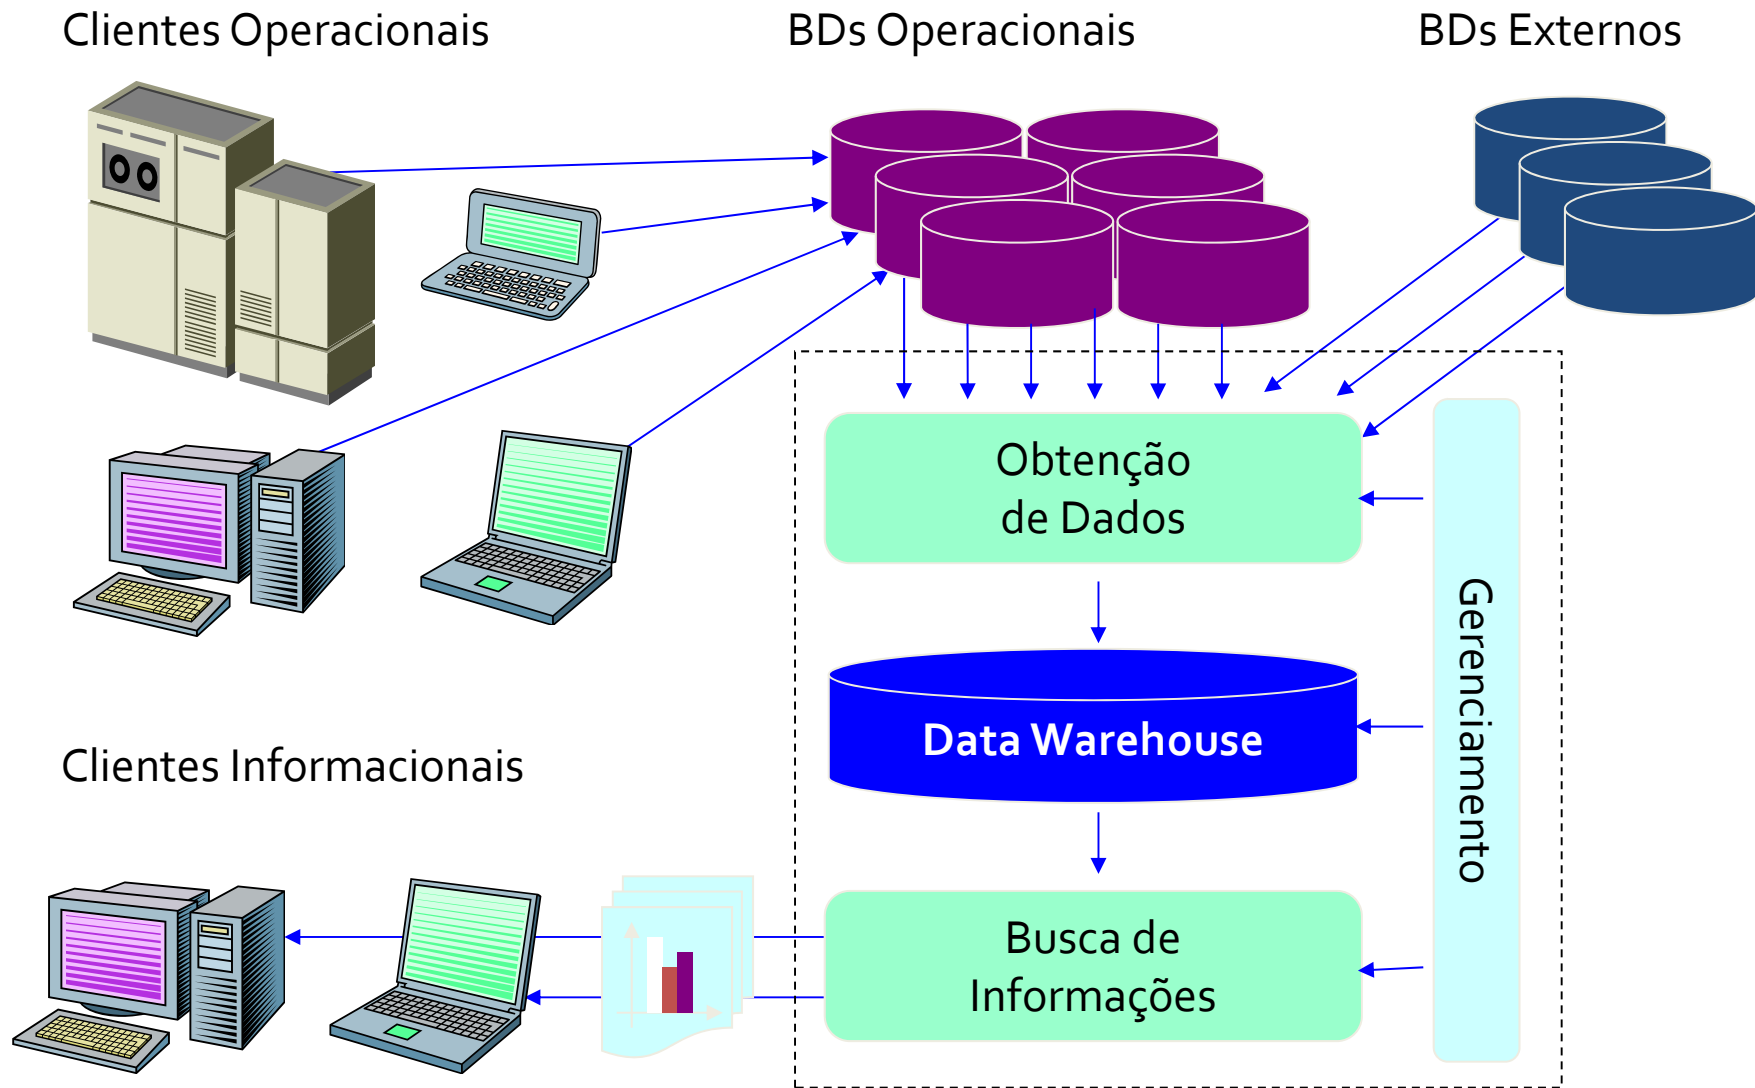 Clientes Operacionais
BDs Operacionais
BDs Externos
Obtenção
de Dados
Gerenciamento
Data Warehouse
Clientes Informacionais
Busca de
Informações